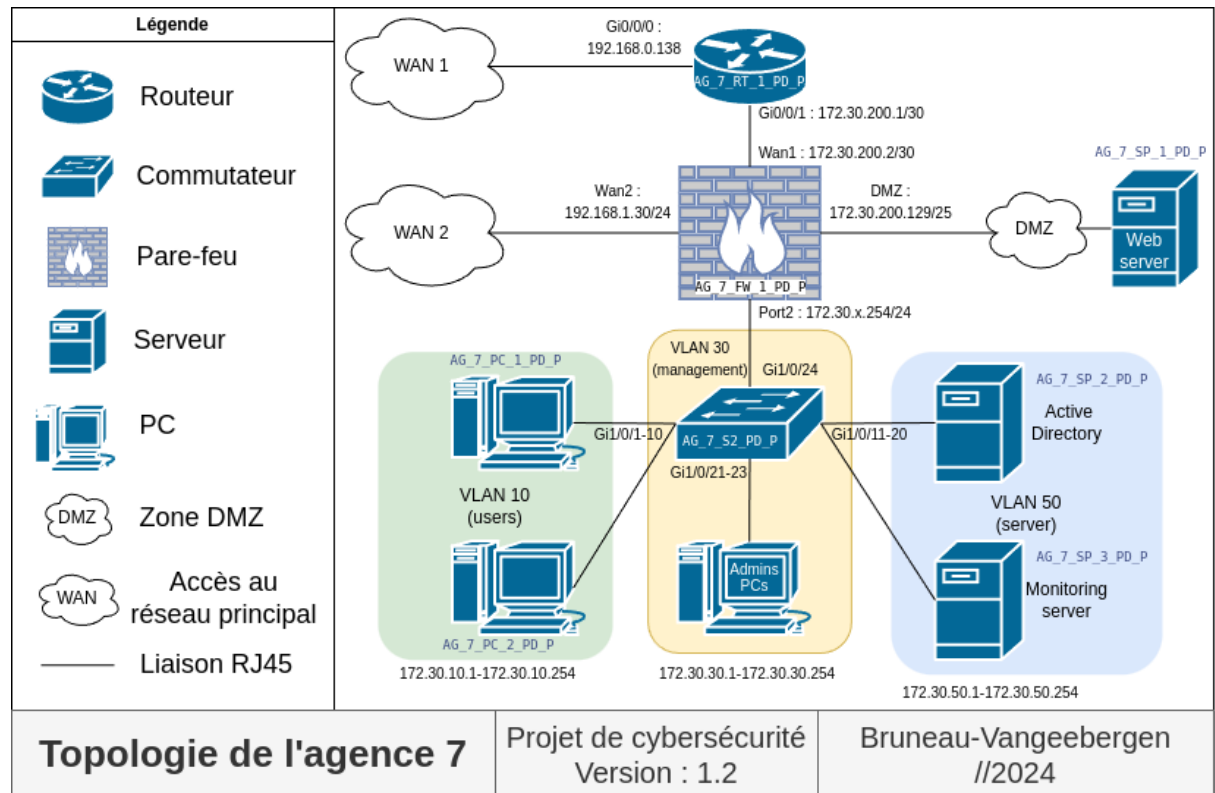 Légende
Routeur
Commutateur
Pare-feu
Serveur
PC
DMZ
Zone DMZ
WAN
Accès au
réseau principal
Liaison RJ45
WAN 1
Gi0/0/0 :
192.168.0.138
AG_7_RT_1_PD_P
Gi0/0/1 : 172.30.200.1/30
Wan1 : 172.30.200.2/30
WAN 2
Wan2 :
192.168.1.30/24
DMZ :
172.30.200.129/25
DMZ
AG_7_SP_1_PD_P
Web
server
AG_7_FW_1_PD_P
Port2 : 172.30.x.254/24
VLAN 30
(management)
Gi1/0/24
AG_7_PC_1_PD_P
Gi1/0/1-10
AG_7_S2_PD_P
Gi1/0/11-20
Gi1/0/21-23
AG_7_SP_2_PD_P
Active
Directory
VLAN 10
(users)
VLAN 50
(server)
Admins
PCs
AG_7_SP_3_PD_P
Monitoring
server
AG_7_PC_2_PD_P
172.30.10.1-172.30.10.254
172.30.30.1-172.30.30.254
172.30.50.1-172.30.50.254
Topologie de l'agence 7
Projet de cybersécurité
Version : 1.2
Bruneau-Vangeebergen
//2024